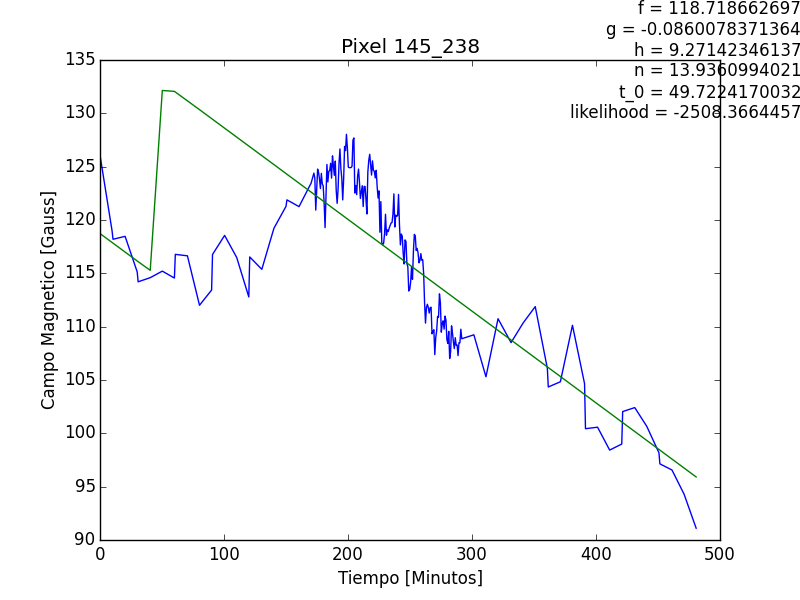 f = 118.718662697
g = -0.0860078371364
h = 9.27142346137
n = 13.9360994021
t_0 = 49.7224170032
likelihood = -2508.3664457
Pixel 145_238
135
130
125
120
115
110
105
100
95
90
Campo Magnetico [Gauss]
0 100 200 300 400 500
Tiempo [Minutos]